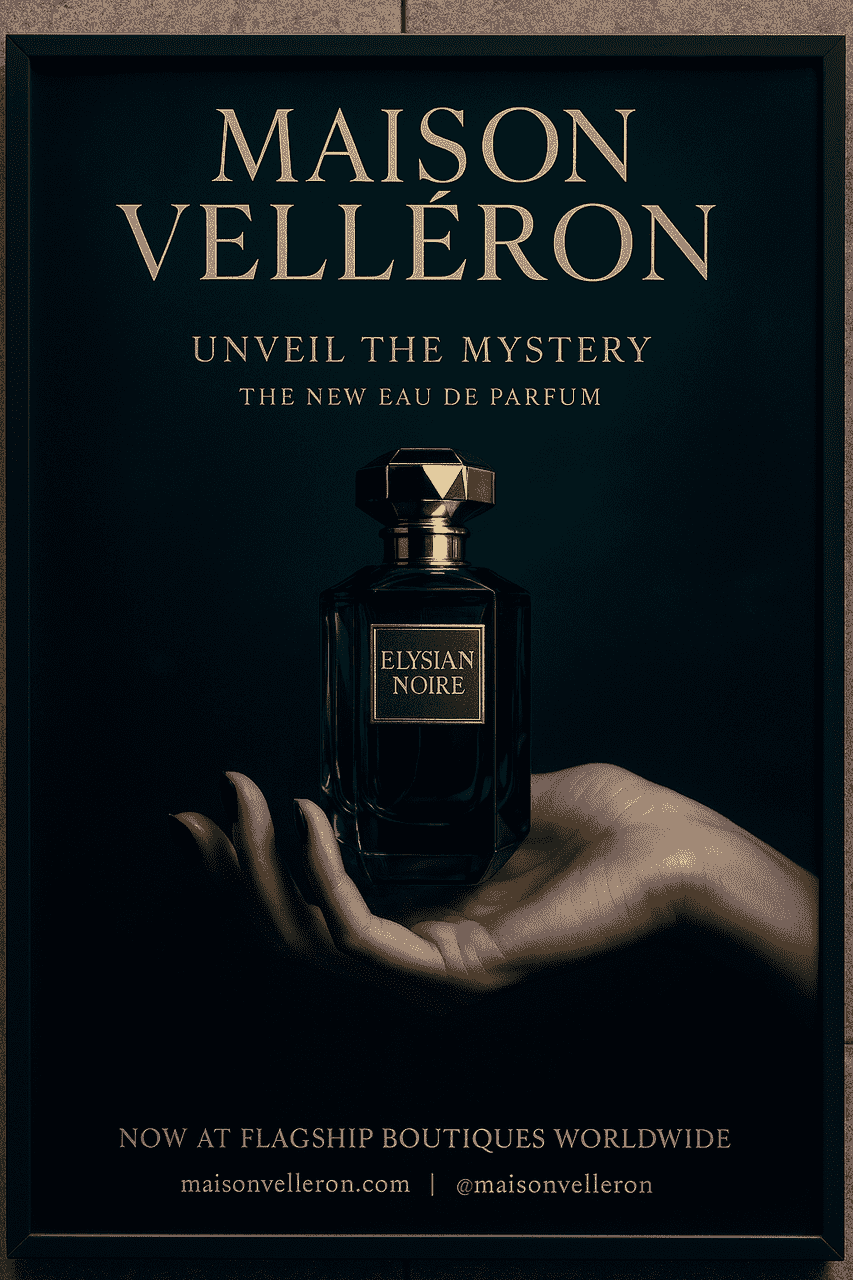 MAISON
VELLÉRON
UNVEIL THE MYSTERY
THE NEW EAU DE PARFUM
ELYSIAN
NOIRE
NOW AT FLAGSHIP BOUTIQUES WORLDWIDE
maisonvelleron.com | @maisonvelleron